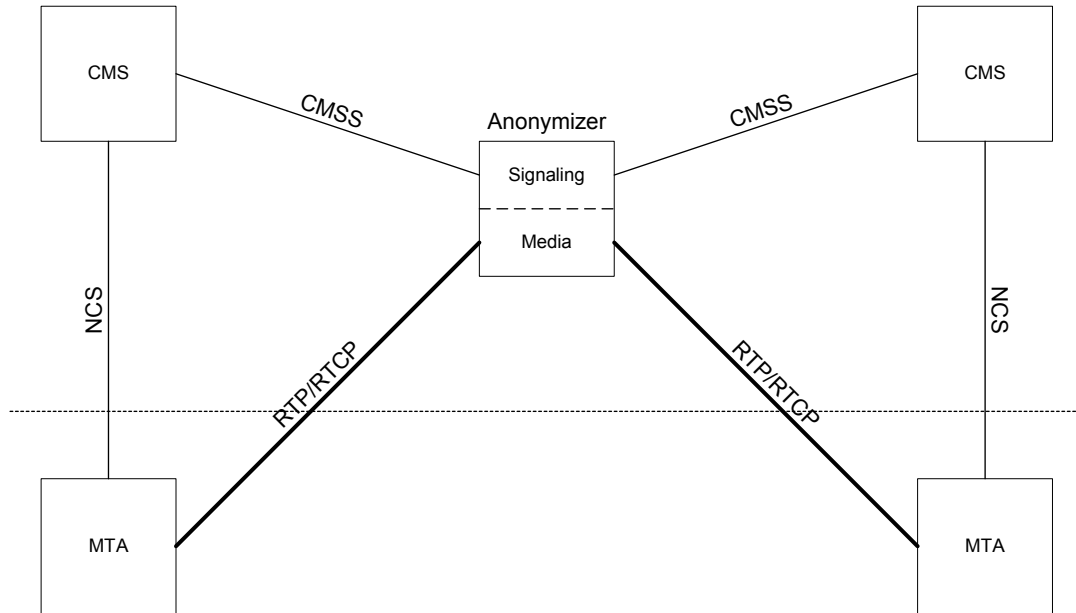 CMS
CMS
CMSS
CMSS
Anonymizer
Signaling
Media
NCS
NCS
RTP/RTCP
RTP/RTCP
MTA
MTA